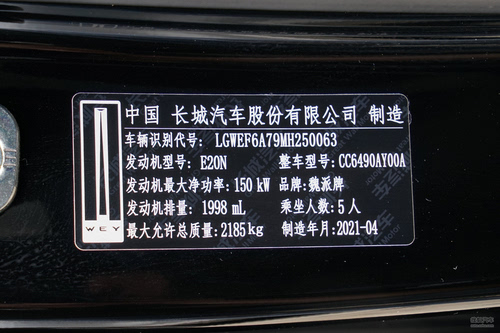 中国 长城汽车股份有限公司 制造
车辆识别代号: LGWEF6A79MH250063
发动机型号: E20N 整车型号: CC6490AY00A
发动机最大净功率: 150 kW 品牌: 魏派牌
发动机排量: 1998 mL 乘坐人数: 5 人
最大允许总质量: 2185kg 制造年月: 2021-04
WEY